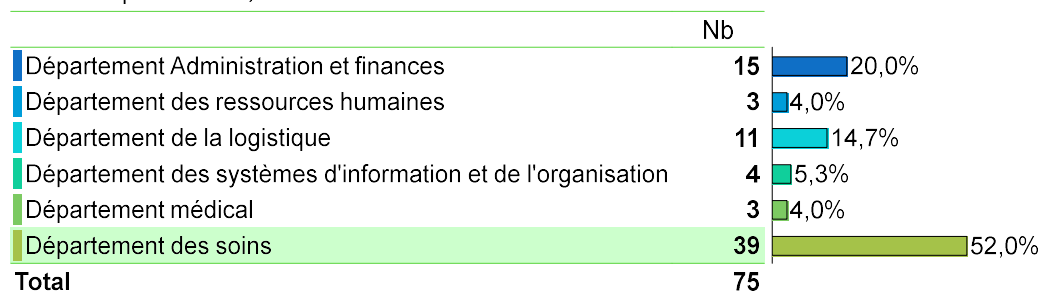 Nb
Département Administration et finances 15 20,0%
Département des ressources humaines 3 4,0%
Département de la logistique 11 14,7%
Département des systèmes d'information et de l'organisation 4 5,3%
Département médical 3 4,0%
Département des soins 39 52,0%
Total 75